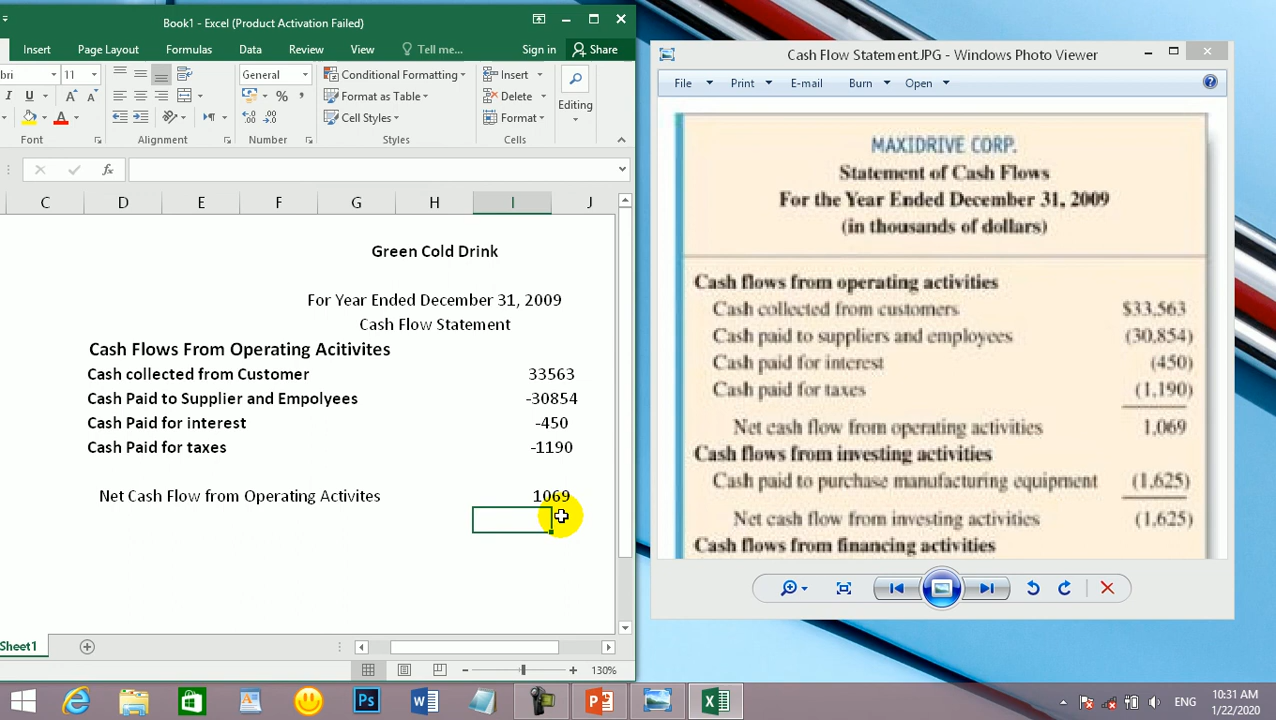 Book1 - Excel (Product Activation Failed)
Insert Page Layout Formulas Data Review View Tell me... Sign in Share
11 General Conditional Formatting Insert
U Format as Table Delete Editing
Cell Styles Format
Font Alignment Number Styles Cells
C D E F G H I J
Green Cold Drink
For Year Ended December 31, 2009
Cash Flow Statement
Cash Flows From Operating Acitivites
Cash collected from Customer 33563
Cash Paid to Supplier and Empolyees -30854
Cash Paid for interest -450
Cash Paid for taxes -1190
Net Cash Flow from Operating Activites 1069
Sheet1
130%
Cash Flow Statement.JPG - Windows Photo Viewer
File Print E-mail Burn Open
MAXIDRIVE CORP.
Statement of Cash Flows
For the Year Ended December 31, 2009
(in thousands of dollars)
Cash flows from operating activities
Cash collected from customers $33,563
Cash paid to suppliers and employees (30,854)
Cash paid for interest (450)
Cash paid for taxes (1,190)
Net cash flow from operating activities 1,069
Cash flows from investing activities
Cash paid to purchase manufacturing equipment (1,625)
Net cash flow from investing activities (1,625)
Cash flows from financing activities
ENG
10:31 AM
1/22/2020